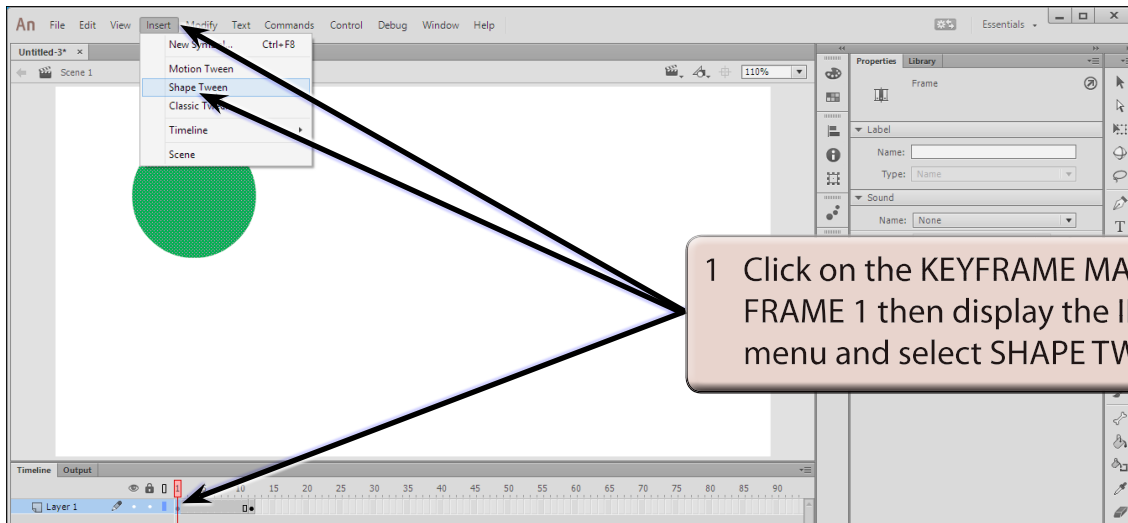 An File Edit View Insert Modify Text Commands Control Debug Window Help Essentials
Untitled-3* ×
Scene 1 110%
New Ctrl+F8
Motion Tween
Shape Tween
Classic
Timeline
Scene
Properties Library
Frame
Label
Name:
Type: Name
Sound
Name: None
T
1 Click on the KEYFRAME MA
FRAME 1 then display the I
menu and select SHAPE TW
Timeline Output
1 5 10 15 20 25 30 35 40 45 50 55 60 65 70 75 80 85 90
Layer 1